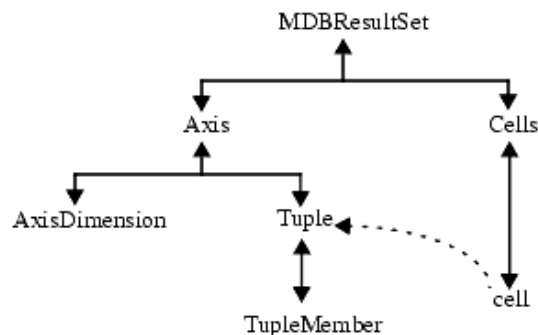 MDBResultSet
Axis
Cells
AxisDimension
Tuple
cell
TupleMember